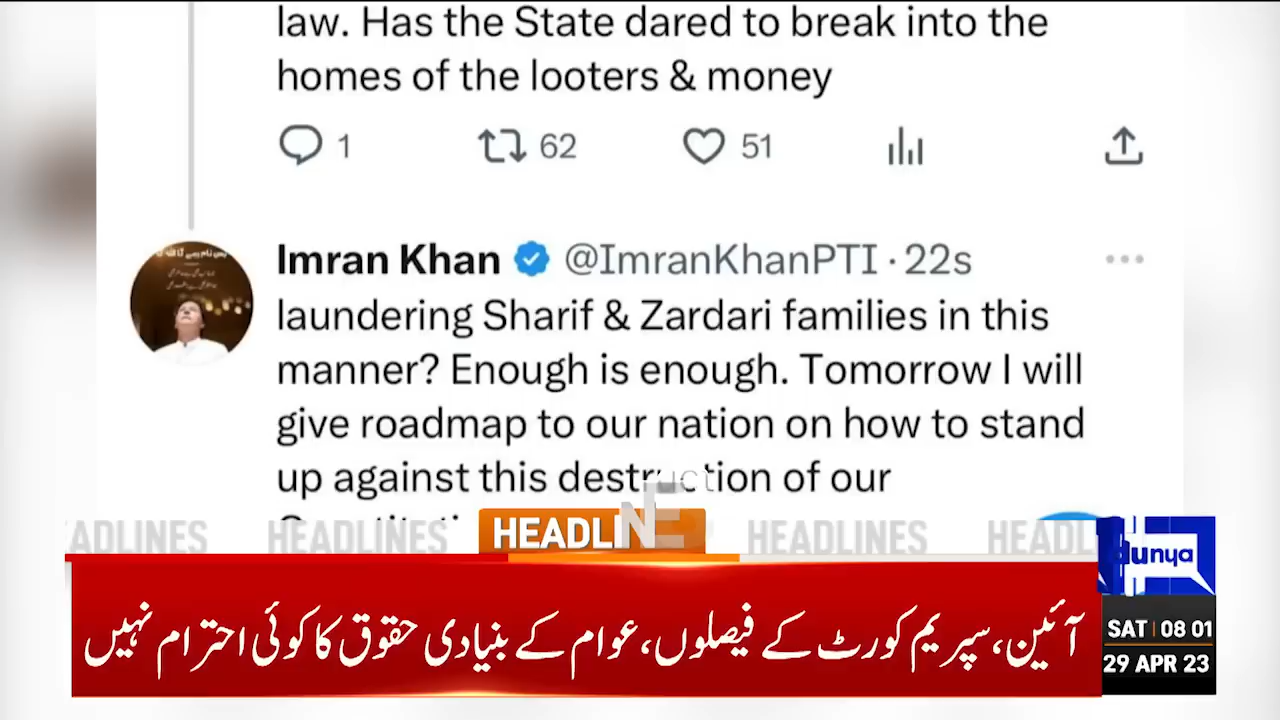 law. Has the State dared to break into the
homes of the looters & money
1 62 51
Imran Khan @ImranKhanPTI · 22s
laundering Sharif & Zardari families in this
manner? Enough is enough. Tomorrow I will
give roadmap to our nation on how to stand
up against this destruction of our
HEADLINES HEADLINES HEADLINES
dunya
آئین، سپریم کورٹ کے فیصلوں، عوام کے بنیادی حقوق کا کوئی احترام نہیں
SAT 08 01
29 APR 23